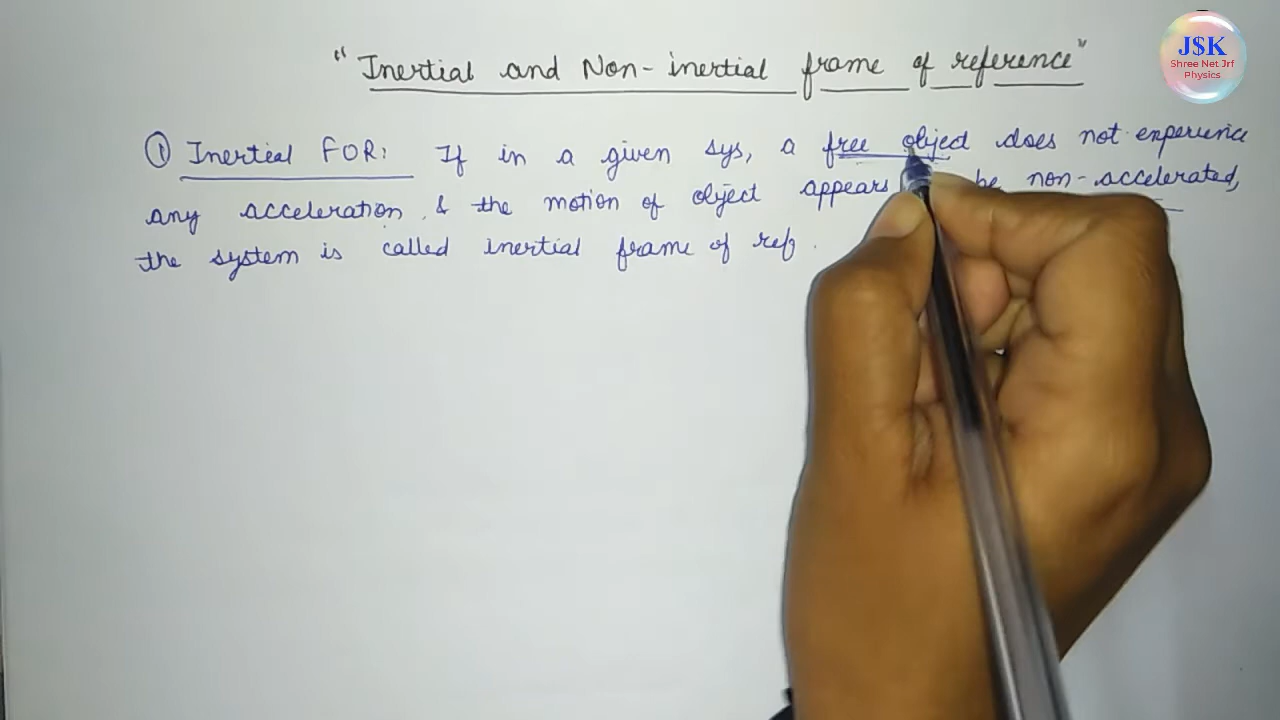 "Inertial and Non-inertial frame of reference"
JSK
Shree Net Jrf
Physics
① Inertial FOR: If in a given sys, a free object does not experience
any acceleration & the motion of object appears be non-accelerated,
the system is called inertial frame of ref.